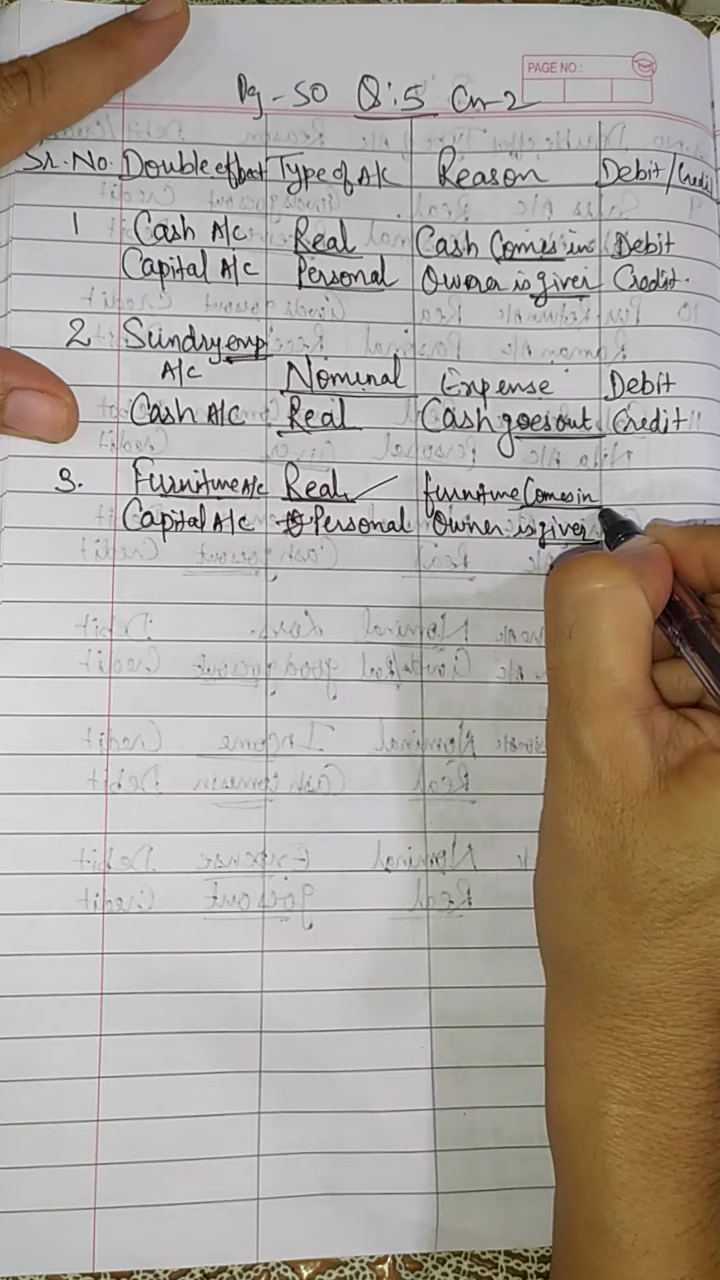 PAGE NO.:
Pg - 50 Q:5 Ch-2
Sr. No. Double effect Type of A/c Reason Debit/Credit
1 Cash A/c Real Cash Comes in Debit
Capital A/c Personal Owner is giver Credit
2 Sundry exp
A/c Nominal Expense Debit
Cash A/c Real Cash goes out Credit
3. Furniture A/c Real furniture Comes in
Capital A/c Personal Owner is giver